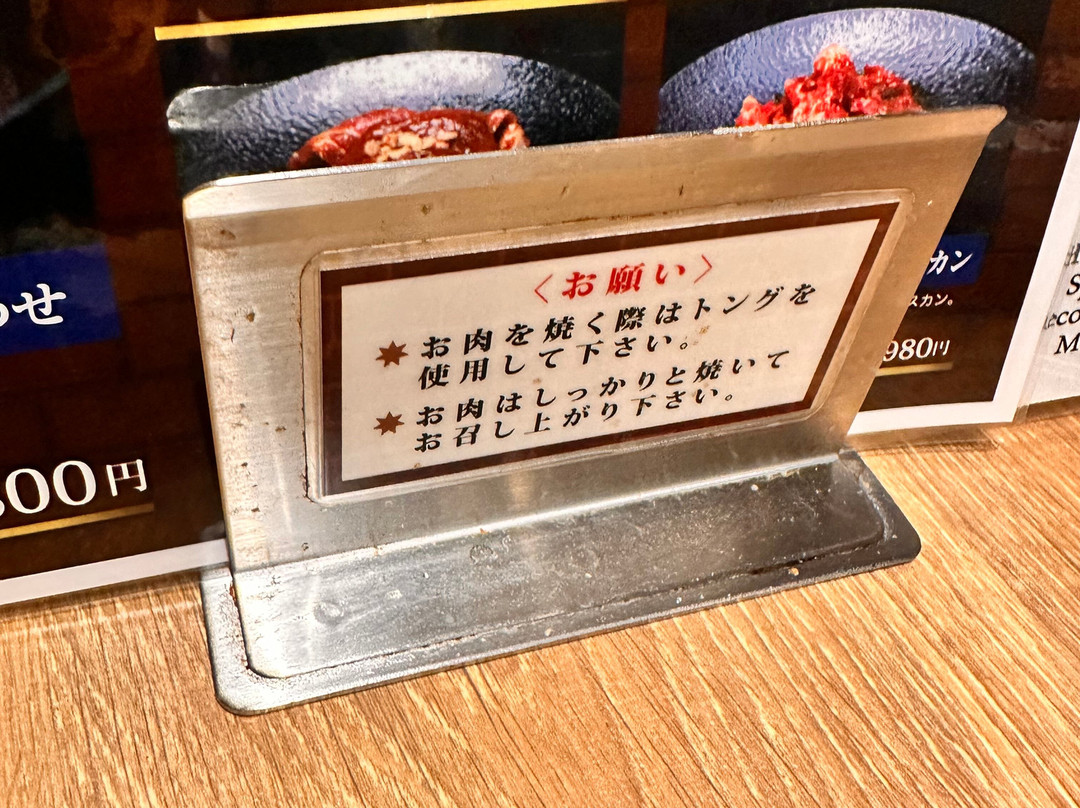 〈お願い〉
✸お肉を焼く際はトングを
使用して下さい。
✸お肉はしっかりと焼いて
お召し上がり下さい。
わせ
00円
カン
スカン。
980円